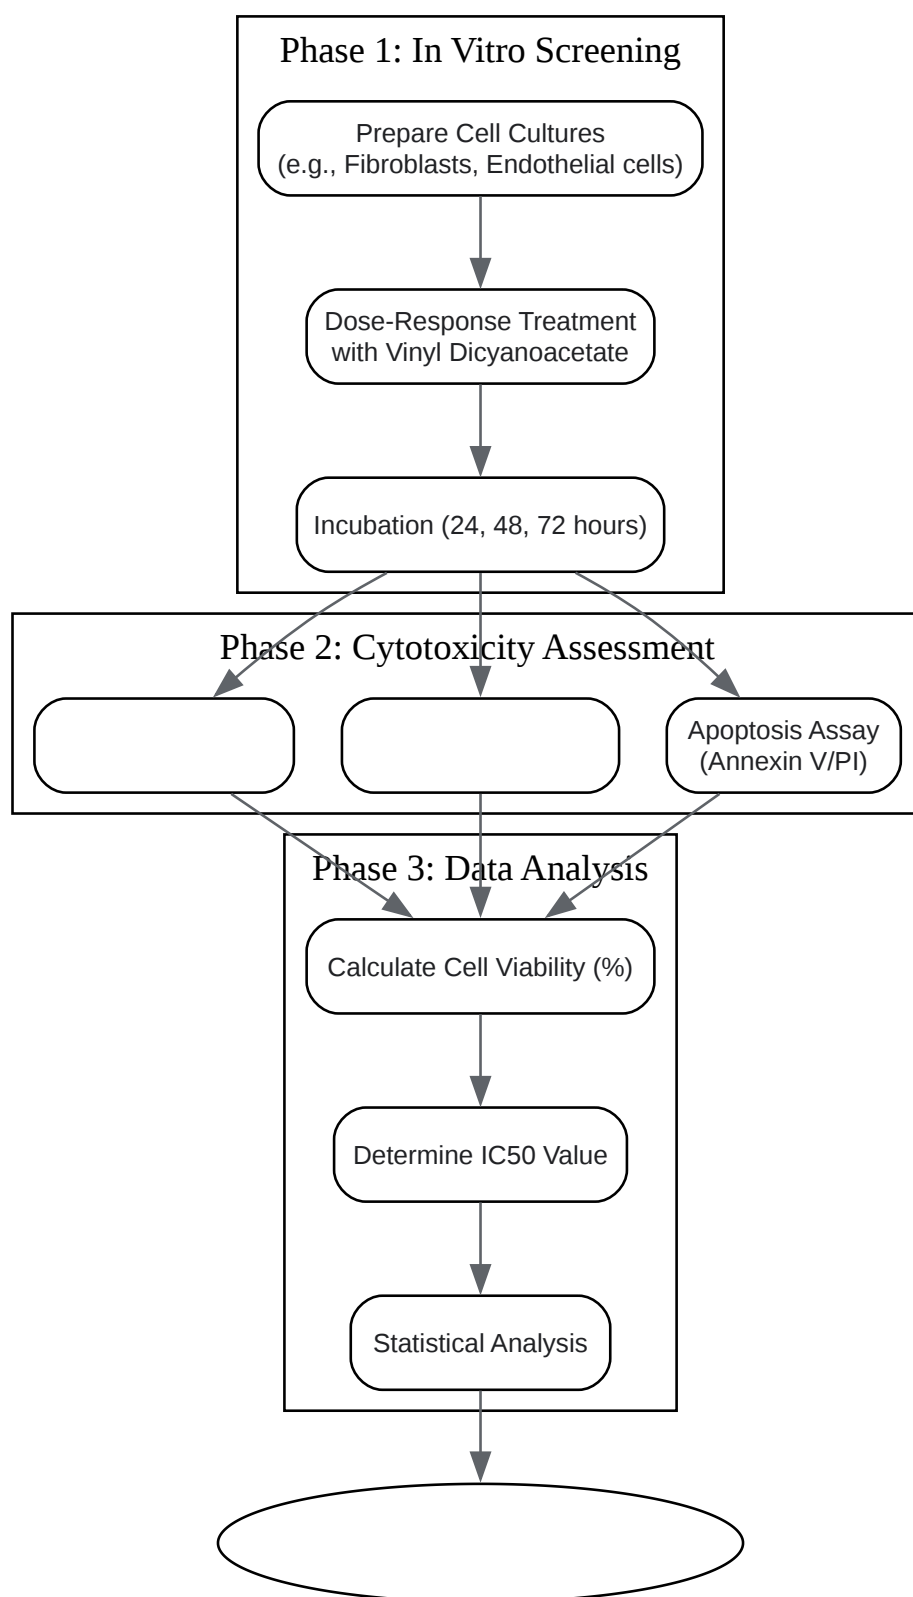 Phase 1: In Vitro Screening
Prepare Cell Cultures
(e.g., Fibroblasts, Endothelial cells)
Dose-Response Treatment
with Vinyl Dicyanoacetate
Incubation (24, 48, 72 hours)
Phase 2: Cytotoxicity Assessment
Apoptosis Assay
(Annexin V/PI)
Phase 3: Data Analysis
Calculate Cell Viability (%)
Determine IC50 Value
Statistical Analysis